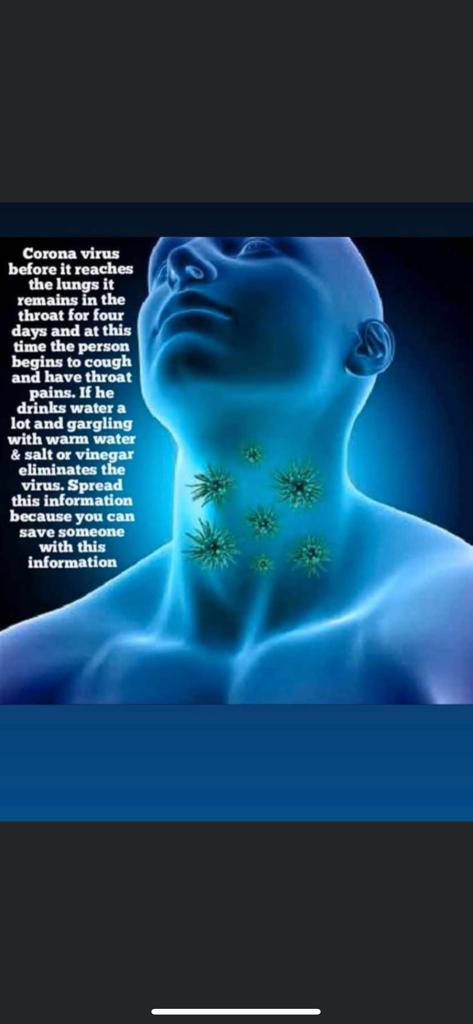 Corona virus
before it reaches
the lungs it
remains in the
throat for four
days and at this
time the person
begins to cough
and have throat
pains. If he
drinks water a
lot and gargling
with warm water
& salt or vinegar
eliminates the
virus. Spread
this information
because you can
save someone
with this
information